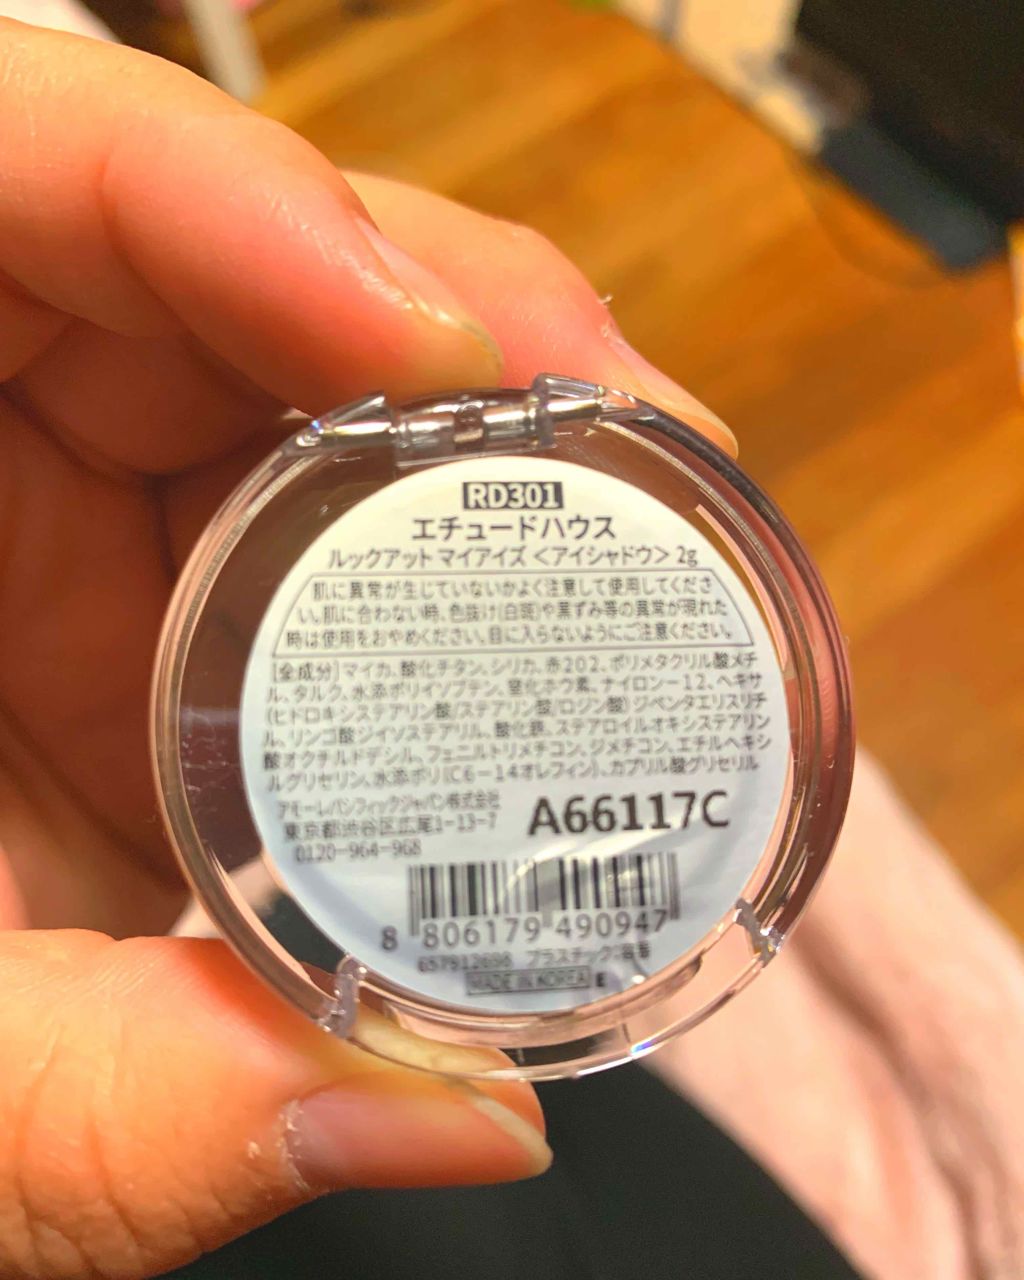 RD301
エチュードハウス
ルックアット マイアイズ <アイシャドウ> 2g
肌に異常が生じていないかよく注意して使用してくださ
い。肌に合わない時、色抜け(白斑)や黒ずみ等の異常が現れた
時は使用をおやめください。目に入らないようにご注意ください。
[全成分]マイカ、酸化チタン、シリカ、赤202、ポリメタクリル酸メチ
ル、タルク、水添ポリイソブテン、窒化ホウ素、ナイロンー12、ヘキサ
(ヒドロキシステアリン酸/ステアリン酸/ロジン酸)ジペンタエリスリチ
ル、リンゴ酸ジイソステアリル、酸化鉄、ステアロイルオキシステアリン
酸オクチルドデシル、フェニルトリメチコン、ジメチコン、エチルヘキシ
ルグリセリン、水添ポリ(C6-14オレフィン)、カプリル酸グリセリル
アモーレパシフィックジャパン株式会社
東京都渋谷区広尾1-13-7
0120-964-968
A66117C
8 806179 490947
657912698 プラスチック:容器
MADE IN KOREA E